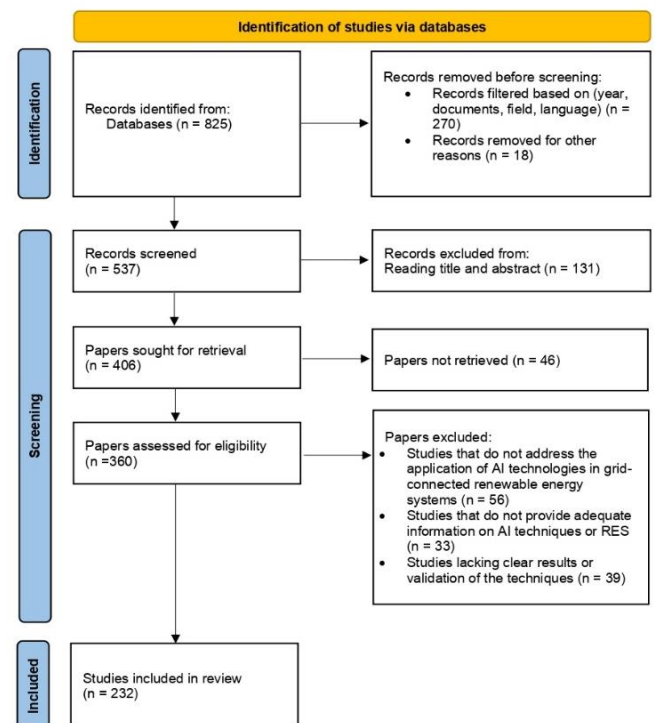 Identification of studies via databases
Identification
Records identified from:
Databases (n = 825)
Records removed before screening:
• Records filtered based on (year,
documents, field, language) (n =
270)
• Records removed for other
reasons (n = 18)
Screening
Records screened
(n = 537)
Records excluded from:
Reading title and abstract (n = 131)
Papers sought for retrieval
(n = 406)
Papers not retrieved (n = 46)
Papers assessed for eligibility
(n =360)
Papers excluded:
• Studies that do not address the
application of AI technologies in grid-
connected renewable energy
systems (n = 56)
• Studies that do not provide adequate
information on AI techniques or RES
(n = 33)
• Studies lacking clear results or
validation of the techniques (n = 39)
Included
Studies included in review
(n = 232)